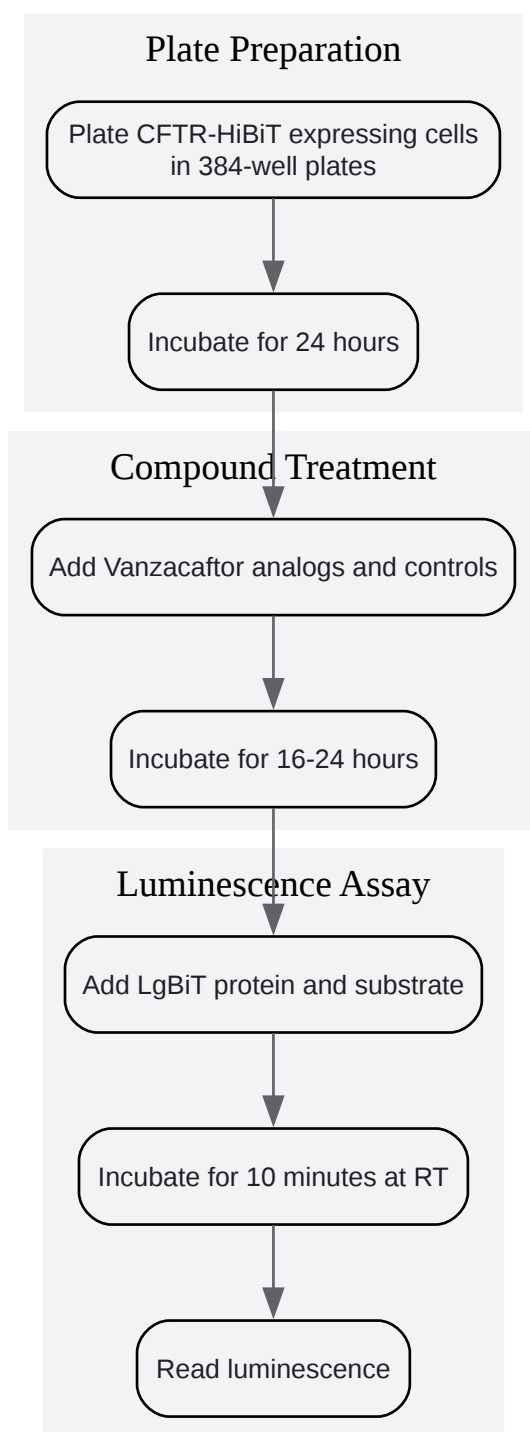 Plate Preparation
Plate CFTR-HiBiT expressing cells
in 384-well plates
Incubate for 24 hours
Compound Treatment
Add Vanzacaftor analogs and controls
Incubate for 16-24 hours
Luminescence Assay
Add LgBiT protein and substrate
Incubate for 10 minutes at RT
Read luminescence